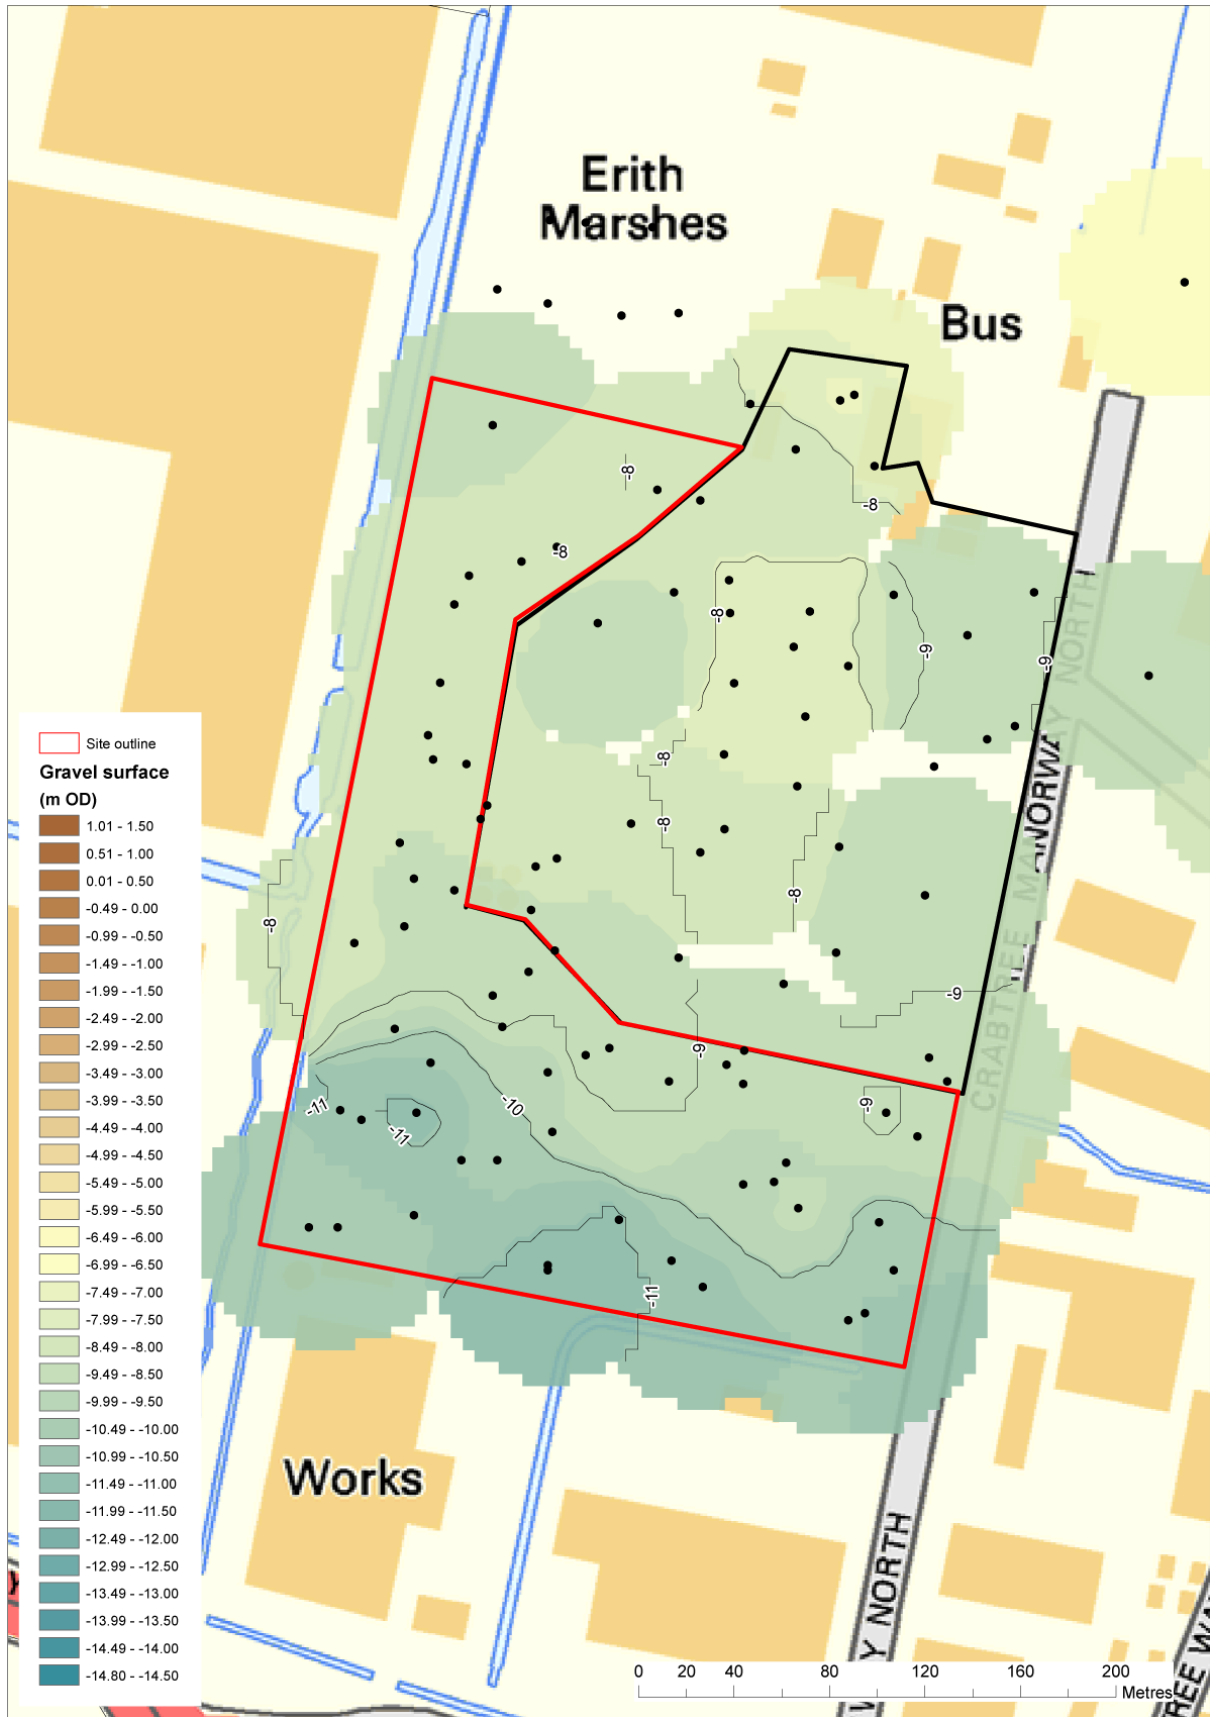 Erith
Marshes
Bus
-8
-8
-8
-8
-9
-9
-8
-8
-8
-8
-9
-9
-9
-10
-11
-11
-11
CRABTREE MANORWAY NORTH
Site outline
Gravel surface
(m OD)
1.01 - 1.50
0.51 - 1.00
0.01 - 0.50
-0.49 - 0.00
-0.99 - -0.50
-1.49 - -1.00
-1.99 - -1.50
-2.49 - -2.00
-2.99 - -2.50
-3.49 - -3.00
-3.99 - -3.50
-4.49 - -4.00
-4.99 - -4.50
-5.49 - -5.00
-5.99 - -5.50
-6.49 - -6.00
-6.99 - -6.50
-7.49 - -7.00
-7.99 - -7.50
-8.49 - -8.00
-9.49 - -8.50
-9.99 - -9.50
-10.49 - -10.00
-10.99 - -10.50
-11.49 - -11.00
-11.99 - -11.50
-12.49 - -12.00
-12.99 - -12.50
-13.49 - -13.00
-13.99 - -13.50
-14.49 - -14.00
-14.80 - -14.50
Works
Y NORTH
REE WA
0 20 40 80 120 160 200
Metres